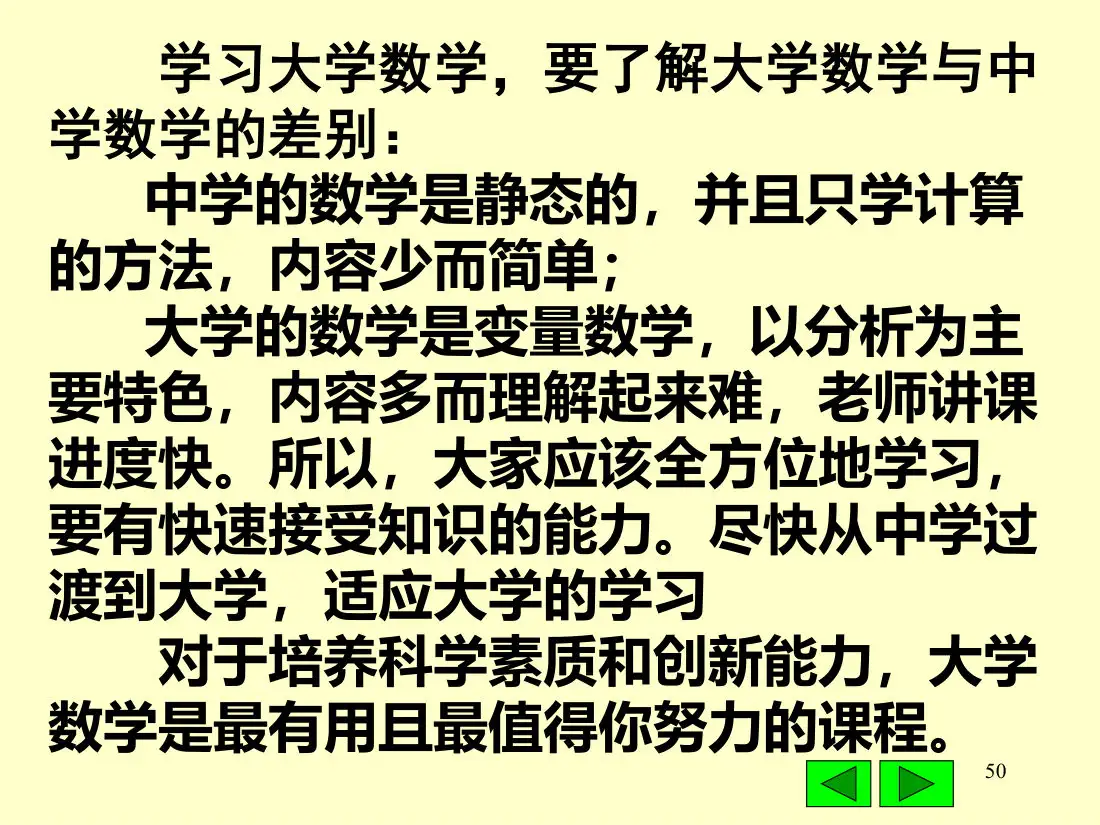 学习大学数学，要了解大学数学与中
学数学的差别：
中学的数学是静态的，并且只学计算
的方法，内容少而简单；
大学的数学是变量数学，以分析为主
要特色，内容多而理解起来难，老师讲课
进度快。所以，大家应该全方位地学习，
要有快速接受知识的能力。尽快从中学过
渡到大学，适应大学的学习
对于培养科学素质和创新能力，大学
数学是最有用且最值得你努力的课程。
50